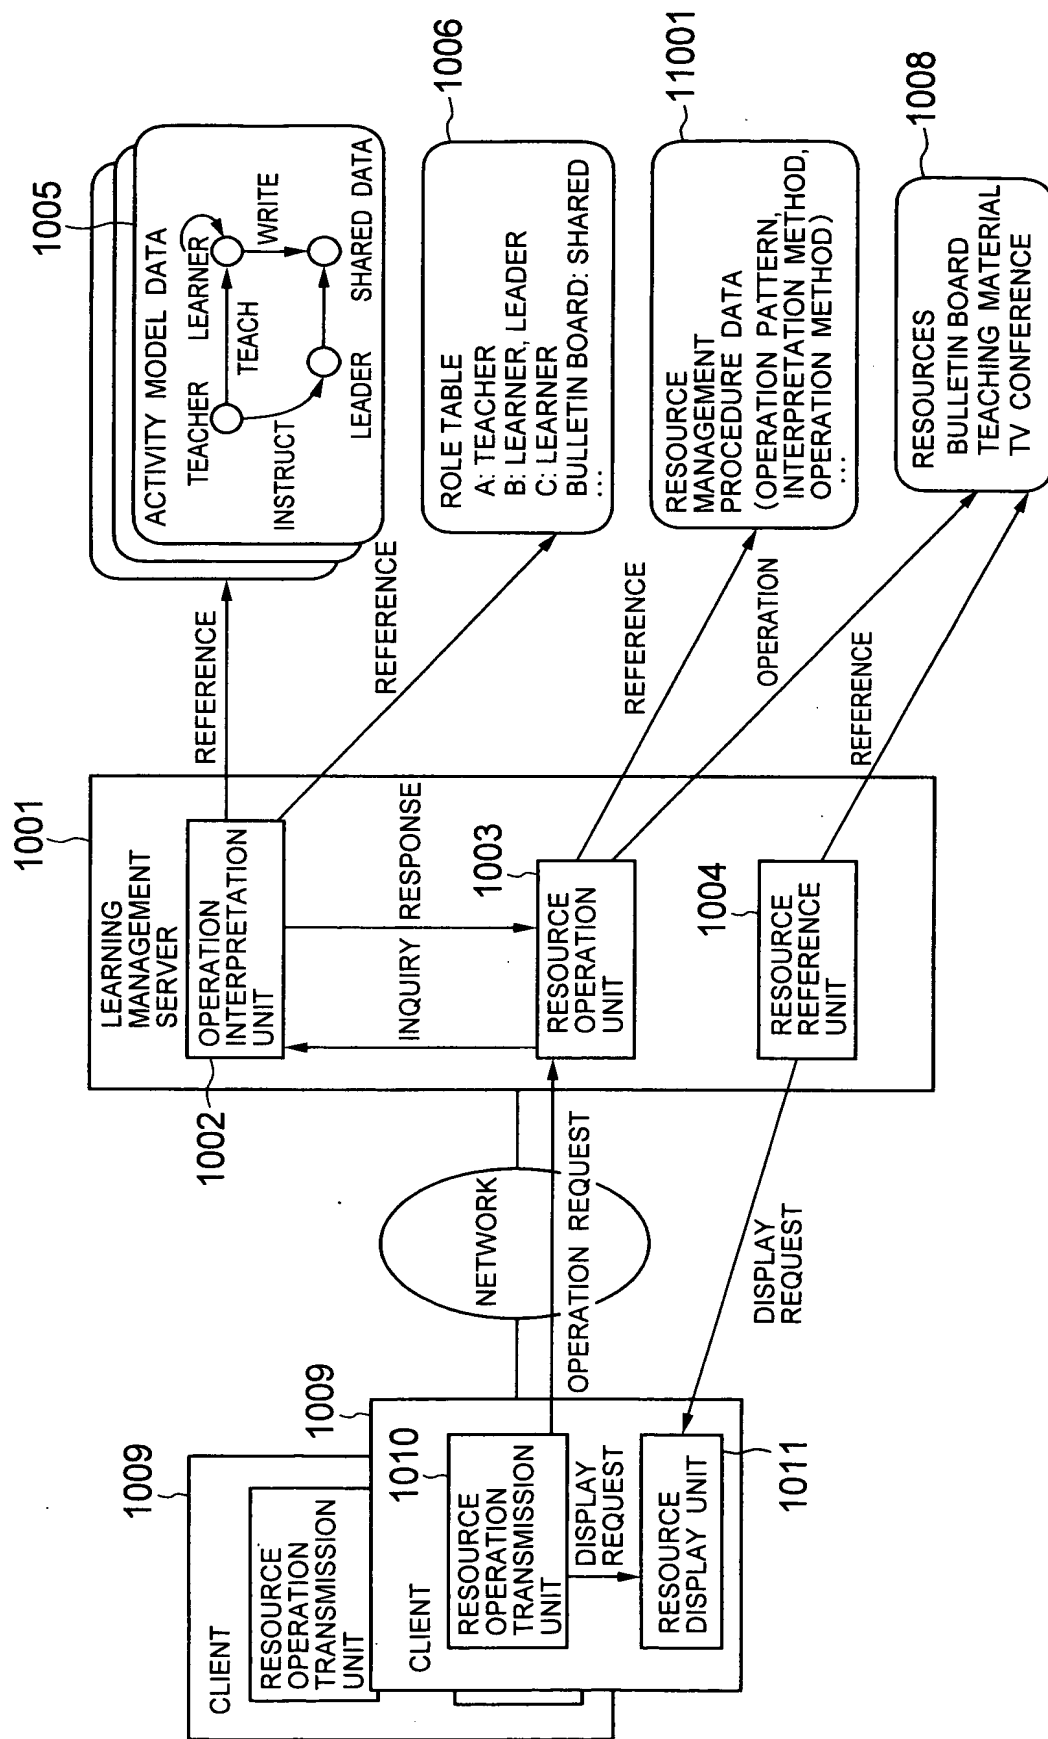 1009
CLIENT
RESOURCE
OPERATION
TRANSMISSION
UNIT
1009
CLIENT
1010
RESOURCE
OPERATION
TRANSMISSION
UNIT
DISPLAY
REQUEST
RESOURCE
DISPLAY UNIT
1011
NETWORK
OPERATION REQUEST
DISPLAY
REQUEST
1001
LEARNING
MANAGEMENT
SERVER
1002
OPERATION
INTERPRETATION
UNIT
INQUIRY
RESPONSE
1003
RESOURCE
OPERATION
UNIT
1004
RESOURCE
REFERENCE
UNIT
REFERENCE
REFERENCE
REFERENCE
OPERATION
REFERENCE
1005
ACTIVITY MODEL DATA
TEACHER
LEARNER
TEACH
WRITE
INSTRUCT
LEADER
SHARED DATA
1006
ROLE TABLE
A: TEACHER
B: LEARNER, LEADER
C: LEARNER
BULLETIN BOARD: SHARED
...
11001
RESOURCE
MANAGEMENT
PROCEDURE DATA
(OPERATION PATTERN,
INTERPRETATION METHOD,
OPERATION METHOD)
...
1008
RESOURCES
BULLETIN BOARD
TEACHING MATERIAL
TV CONFERENCE